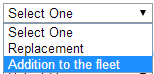 Select One
Select One
Replacement
Addition to the fleet